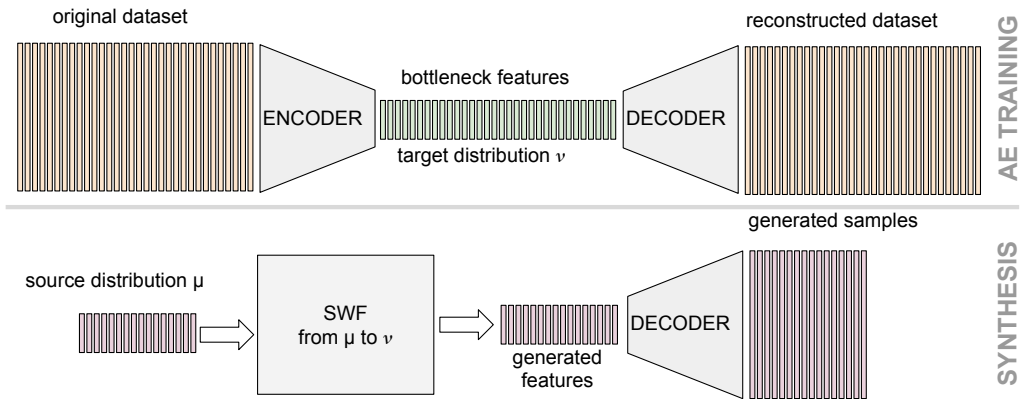 original dataset
reconstructed dataset
bottleneck features
ENCODER
DECODER
target distribution ν
AE TRAINING
generated samples
source distribution μ
SWF
from μ to ν
DECODER
generated
features
SYNTHESIS